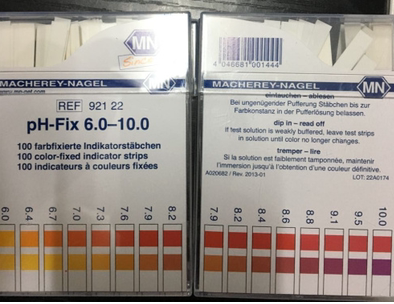 MN
MACHEREY-NAGEL
REF 921 22
pH-Fix 6.0–10.0
100 farbfixierte Indikatorstäbchen
100 color-fixed indicator strips
100 indicateurs à couleurs fixées
6.0 6.4 6.7 7.0 7.3 7.6 7.9 8.2
4 046681 001444
MACHEREY-NAGEL MN
eintauchen – ablesen
Bei ungenügender Pufferung Stäbchen bis zur
Farbkonstanz in der Pufferlösung belassen.
dip in – read off
If test solution is weakly buffered, leave test strips
in solution until color no longer changes.
tremper – lire
Si la solution est faiblement tamponnée, maintenir
l'immersion jusqu'à l'obtention d'une couleur définitive.
A020682 / Rev. 2013-01 LOT: 22A0174
7.9 8.2 8.4 8.6 8.8 9.1 9.5 10.0